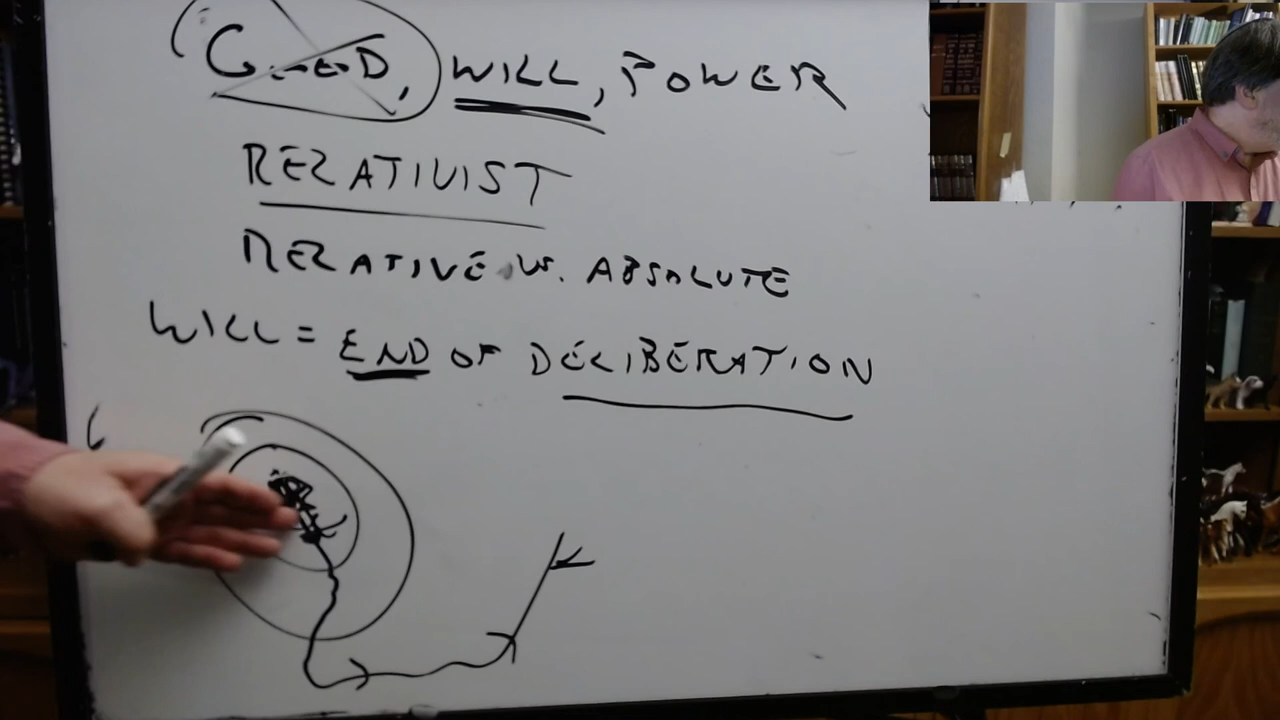 GOOD, WILL, POWER
RELATIVIST
RELATIVE vs. ABSOLUTE
WILL = END OF DELIBERATION